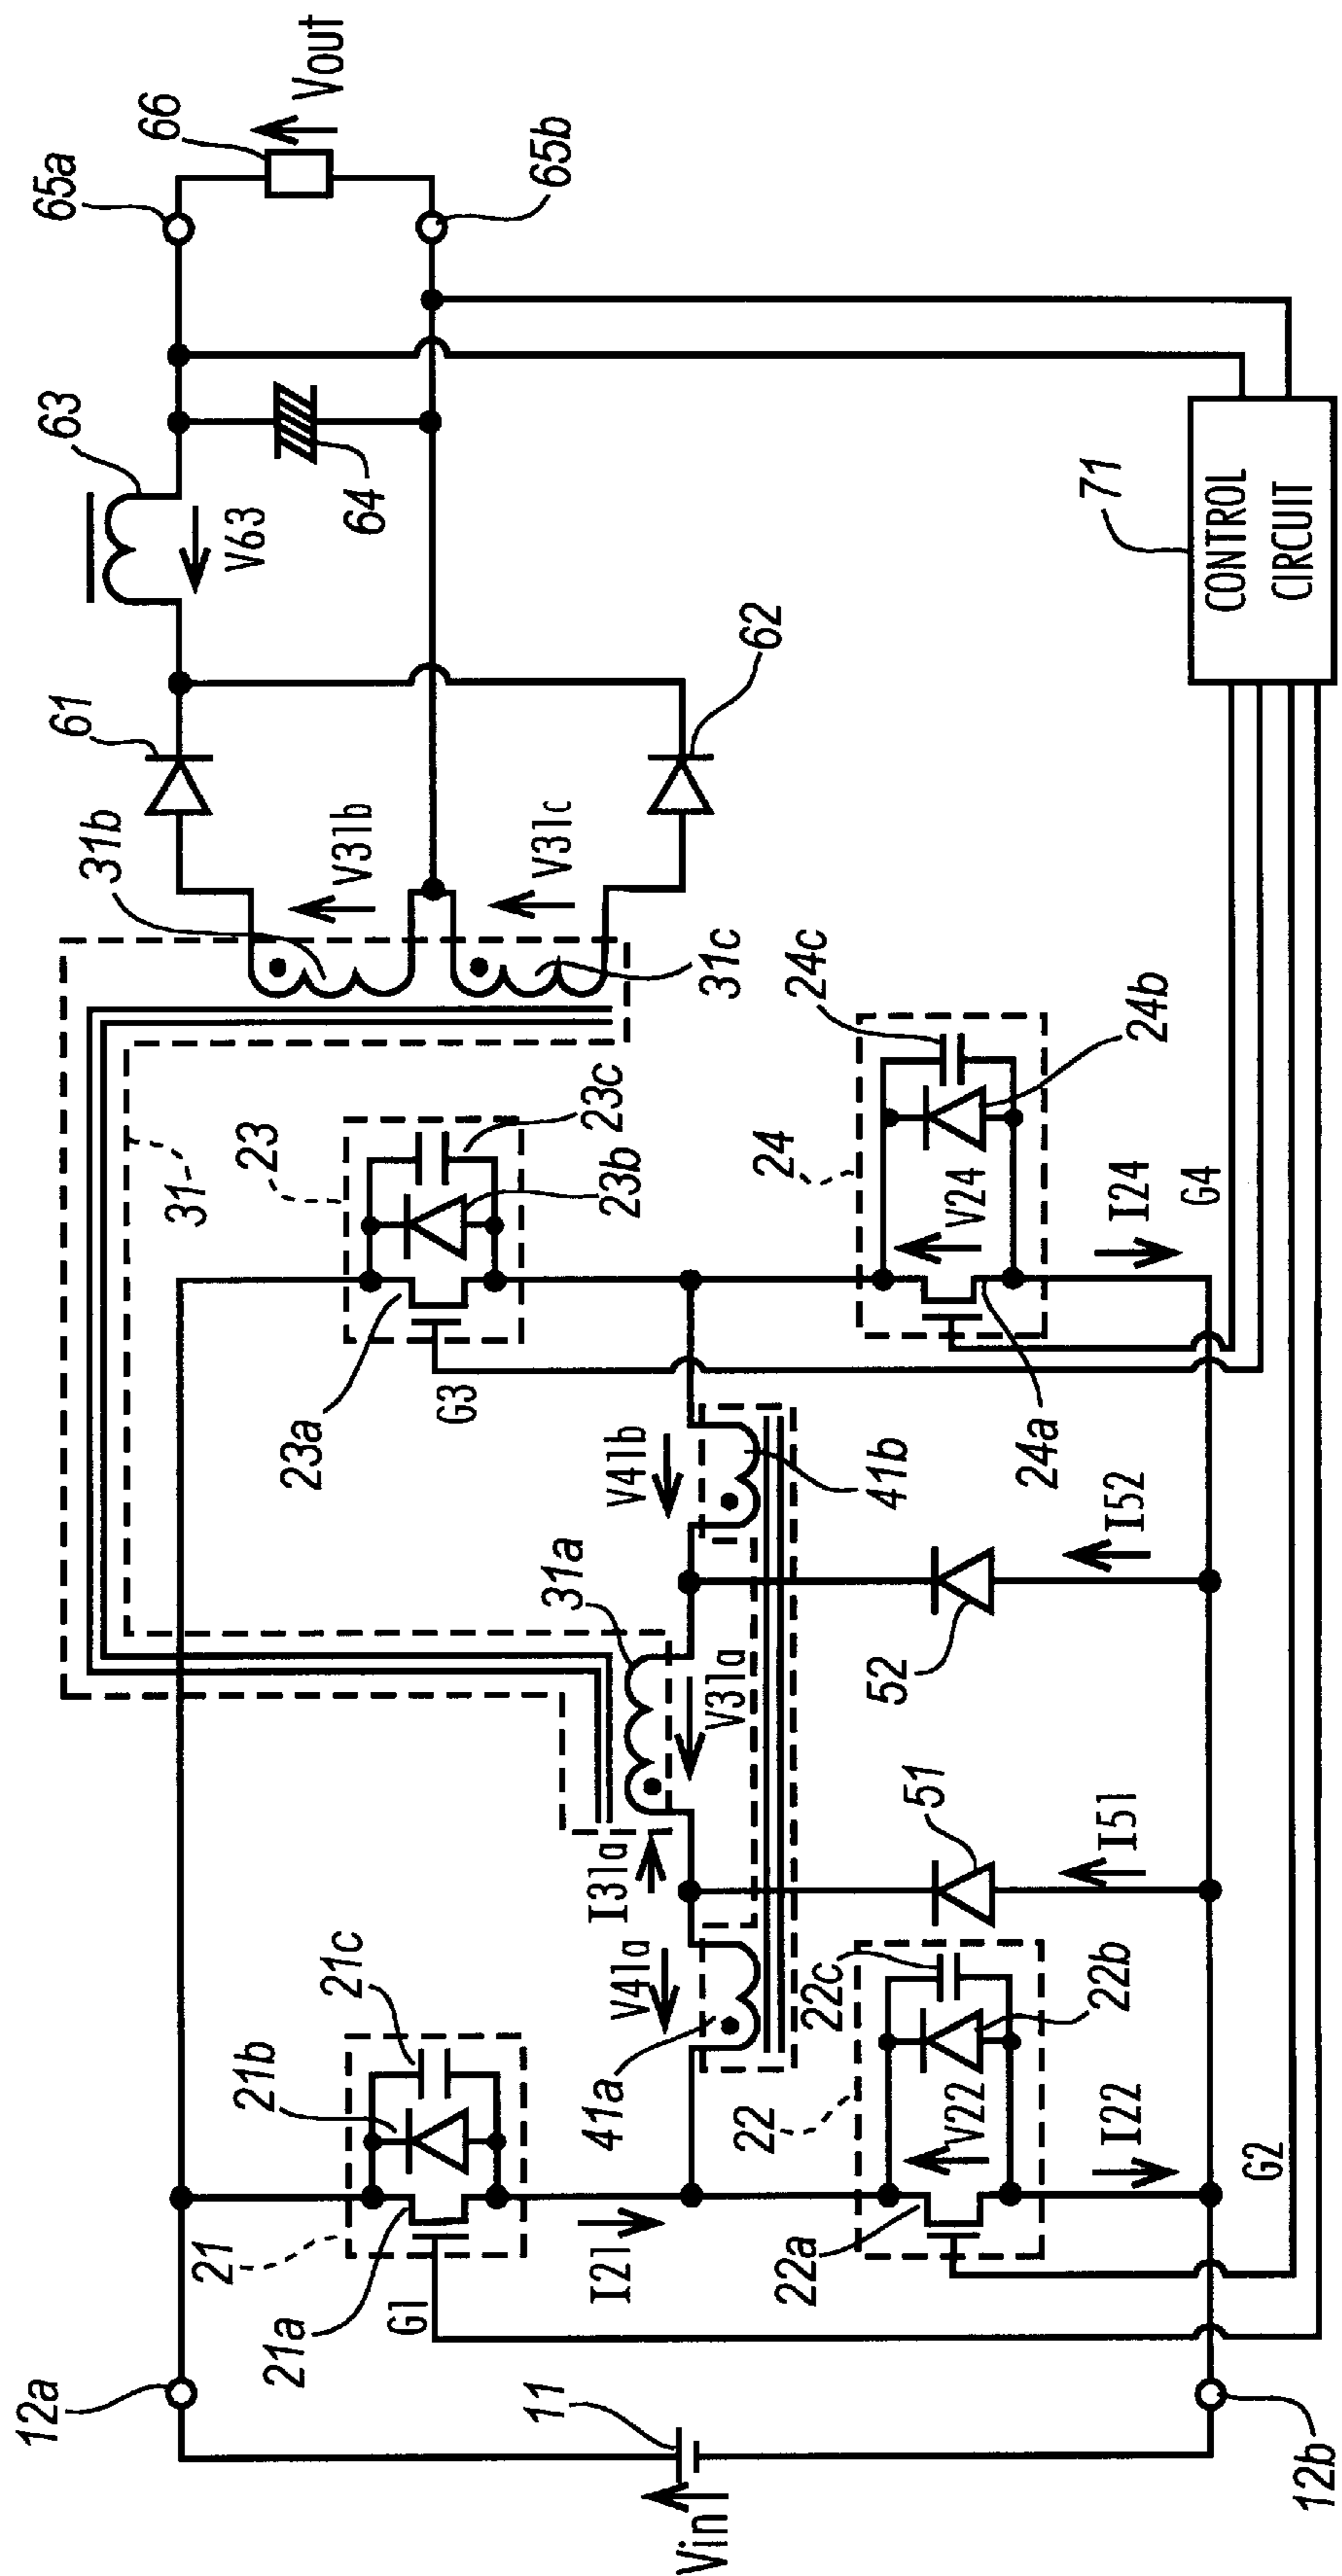 12a
21
21a
G1
21b
21c
I21
41a
V41a
I31a
31a
V31a
41b
V41b
23
23a
G3
23b
23c
31
31b
V31b
31c
V31c
61
62
63
V63
64
65a
65b
66
Vout
Vin
11
12b
22
22a
V22
22b
22c
I22
G2
51
I51
52
I52
24
24a
V24
24b
24c
I24
G4
71
CONTROL
CIRCUIT